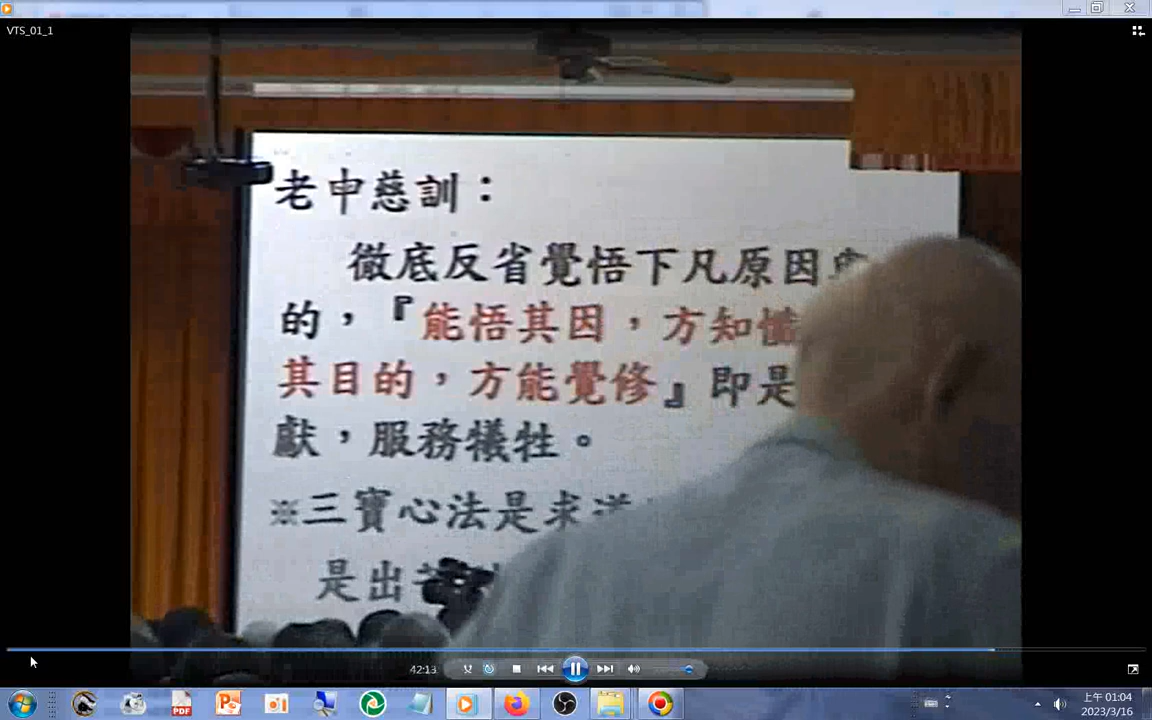 VTS_01_1
老申慈訓：
徹底反省覺悟下凡原因
的，『能悟其因，方知
其目的，方能覺修』即是
獻，服務犧牲。
※三寶心法是求道
是出
42:13
上午 01:04
2023/3/16